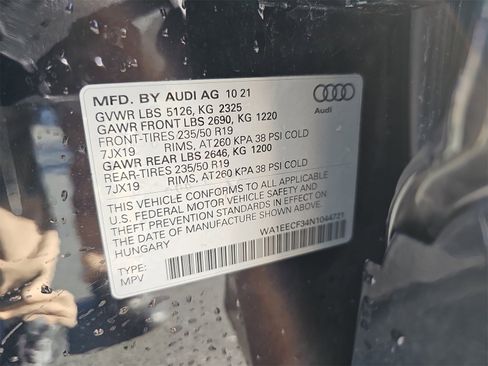 MFD. BY AUDI AG 10 21
GVWR LBS 5126, KG 2325
GAWR FRONT LBS 2690, KG 1220
FRONT-TIRES 235/50 R19
7JX19 RIMS, AT 260 KPA 38 PSI COLD
GAWR REAR LBS 2646, KG 1200
REAR-TIRES 235/50 R19
7JX19 RIMS, AT 260 KPA 38 PSI COLD
THIS VEHICLE CONFORMS TO ALL APPLICABLE
U.S. FEDERAL MOTOR VEHICLE SAFETY AND
THEFT PREVENTION STANDARDS IN EFFECT ON
THE DATE OF MANUFACTURE SHOWN ABOVE.
HUNGARY
WA1EECF34N1044721
TYPE:
MPV
Audi